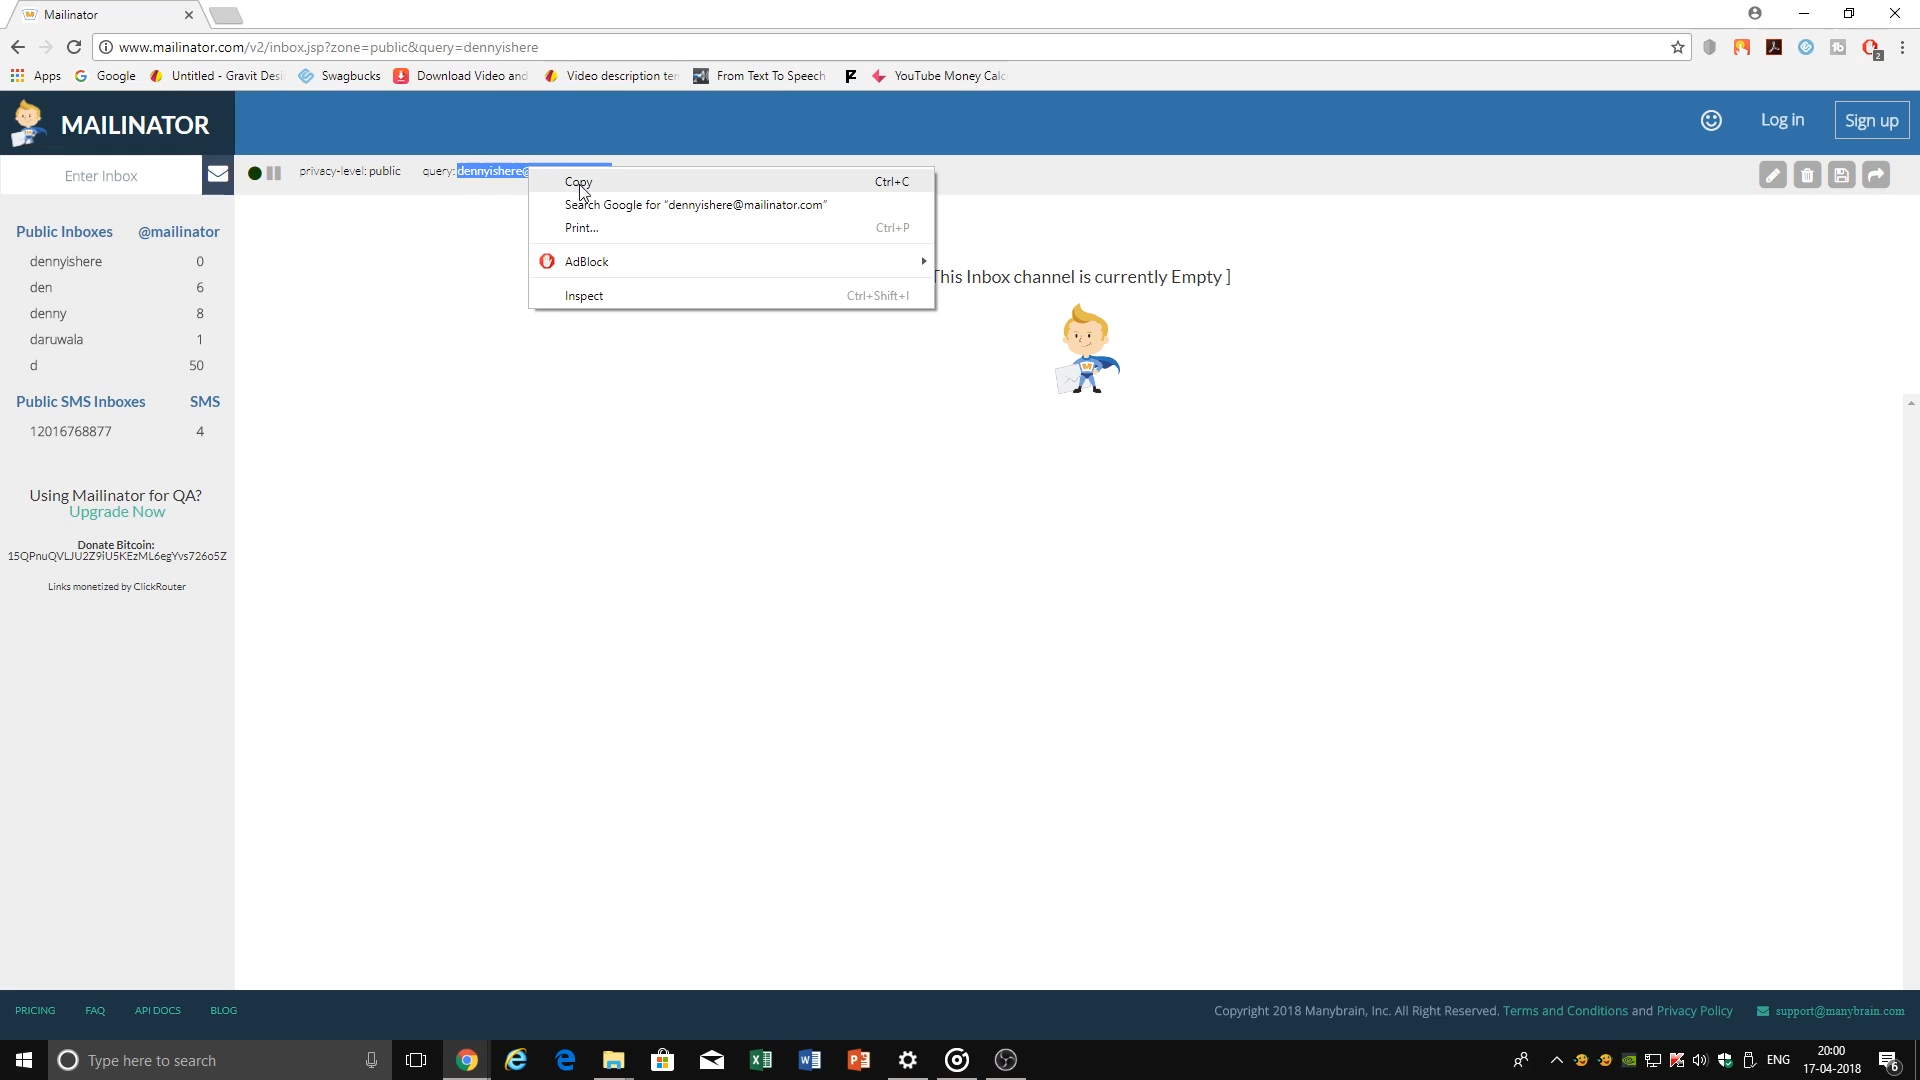 Mailinator
www.mailinator.com/v2/inbox.jsp?zone=public&query=dennyishere
2
Apps Google Untitled - Gravit Desi Swagbucks Download Video and Video description ten From Text To Speech YouTube Money Calc
MAILINATOR
Log in
Sign up
Enter Inbox
privacy-level: public
query: dennyishere@
Copy Ctrl+C
Search Google for “dennyishere@mailinator.com”
Print... Ctrl+P
AdBlock
Inspect Ctrl+Shift+I
This Inbox channel is currently Empty ]
Public Inboxes @mailinator
dennyishere 0
den 6
denny 8
daruwala 1
d 50
Public SMS Inboxes SMS
12016768877 4
Using Mailinator for QA?
Upgrade Now
Donate Bitcoin:
15QPnuQVLJU2Z9iU5KEzML6egYvs726o5Z
Links monetized by ClickRouter
PRICING FAQ API DOCS BLOG
Copyright 2018 Manybrain, Inc. All Right Reserved. Terms and Conditions and Privacy Policy support@manybrain.com
Type here to search
ENG
20:00
17-04-2018
6